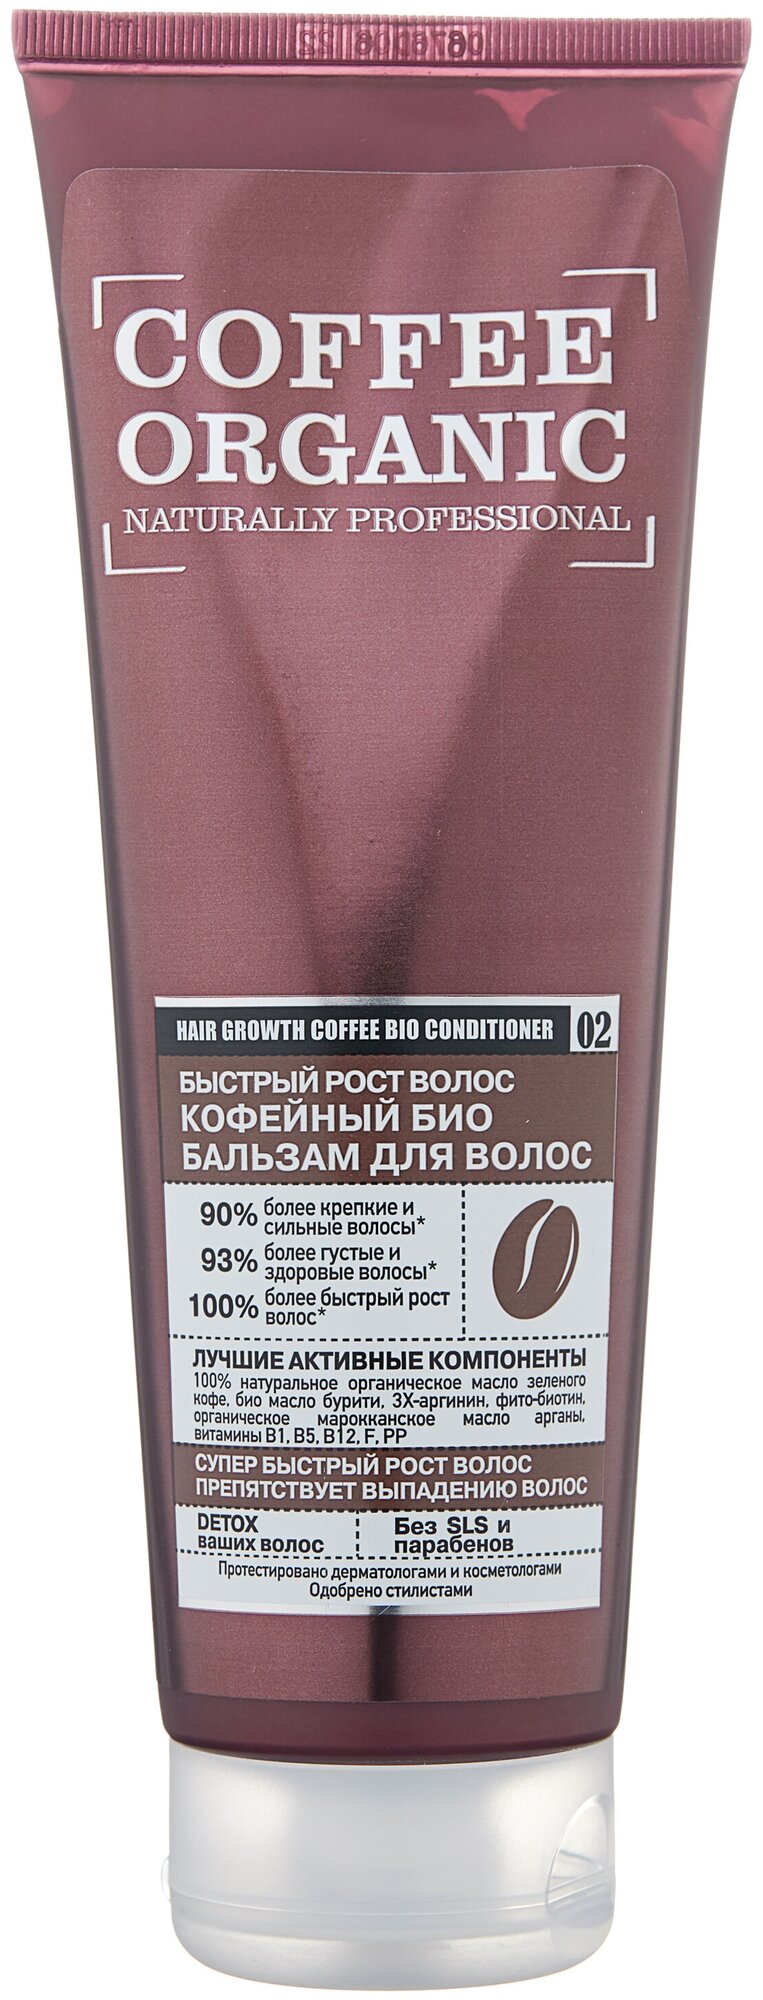 COFFEE
ORGANIC
NATURALLY PROFESSIONAL
HAIR GROWTH COFFEE BIO CONDITIONER 02
БЫСТРЫЙ РОСТ ВОЛОС
КОФЕЙНЫЙ БИО
БАЛЬЗАМ ДЛЯ ВОЛОС
90% более крепкие и
сильные волосы*
93% более густые и
здоровые волосы*
100% более быстрый рост
волос*
ЛУЧШИЕ АКТИВНЫЕ КОМПОНЕНТЫ
100% натуральное органическое масло зеленого
кофе, био масло бурити, 3Х-аргинин, фито-биотин,
органическое марокканское масло арганы,
витамины B1, B5, B12, F, PP
СУПЕР БЫСТРЫЙ РОСТ ВОЛОС
ПРЕПЯТСТВУЕТ ВЫПАДЕНИЮ ВОЛОС
DETOX
ваших волос
Без SLS и
парабенов
Протестировано дерматологами и косметологами
Одобрено стилистами